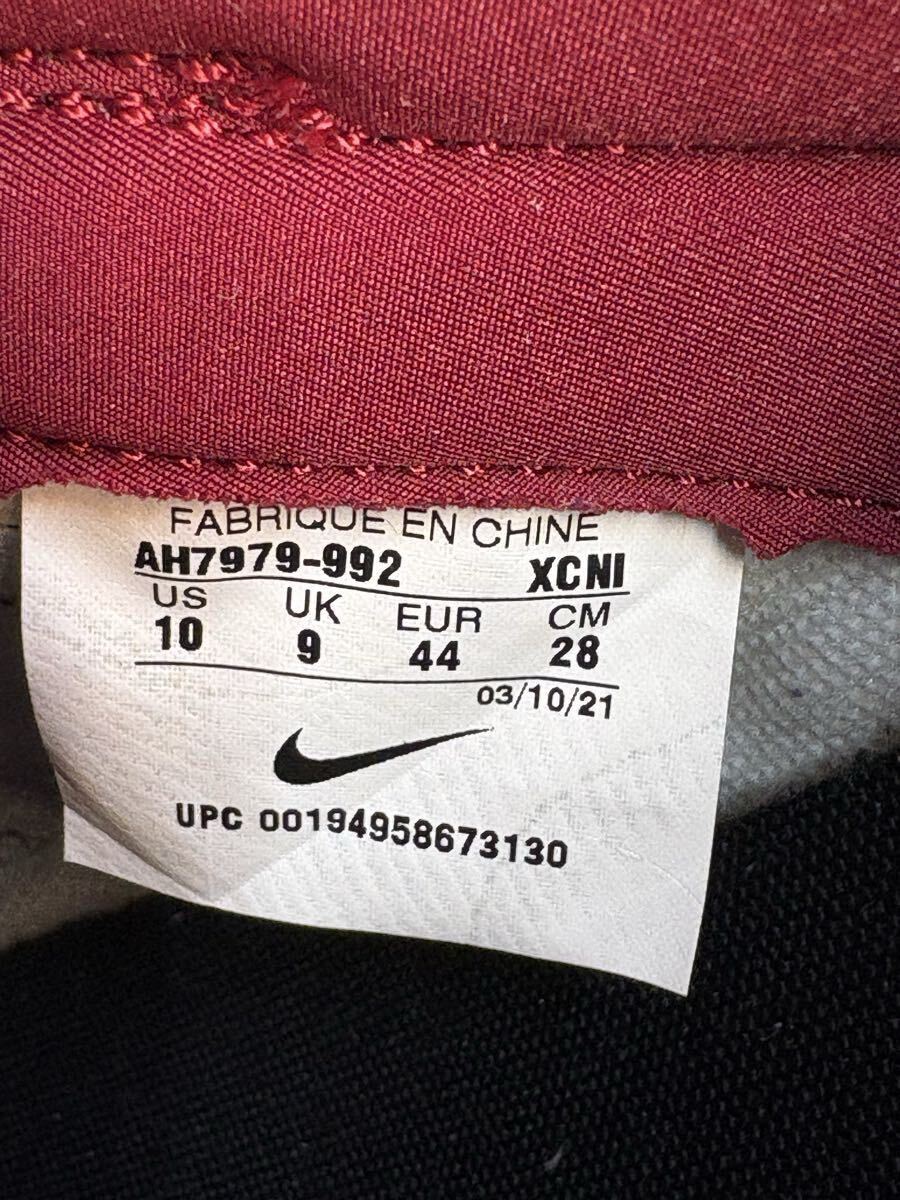 FABRIQUE EN CHINE
AH7979-992 XCNI
US UK EUR CM
10 9 44 28
03/10/21
UPC 00194958673130